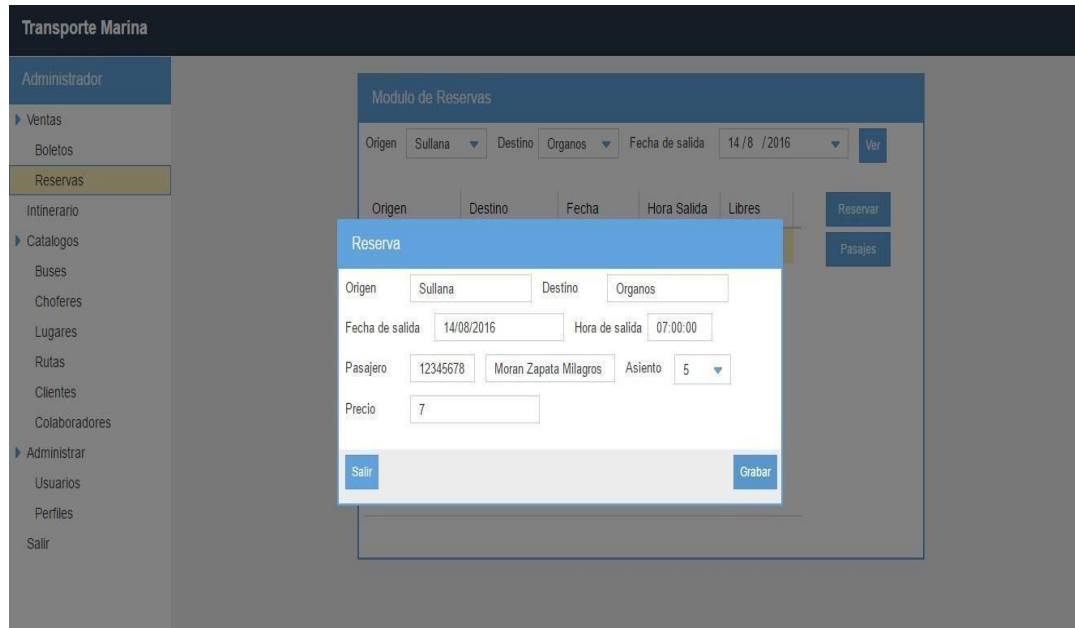 Transporte Marina
Administrador
Ventas
Boletos
Reservas
Intinerario
Catalogos
Buses
Choferes
Lugares
Rutas
Clientes
Colaboradores
Administrar
Usuarios
Perfiles
Salir
Modulo de Reservas
Origen Sullana Destino Organos Fecha de salida 14/8 /2016 Ver
Origen Destino Fecha Hora Salida Libres Reservar
Pasajes
Reserva
Origen Sullana Destino Organos
Fecha de salida 14/08/2016 Hora de salida 07:00:00
Pasajero 12345678 Moran Zapata Milagros Asiento 5
Precio 7
Salir Grabar